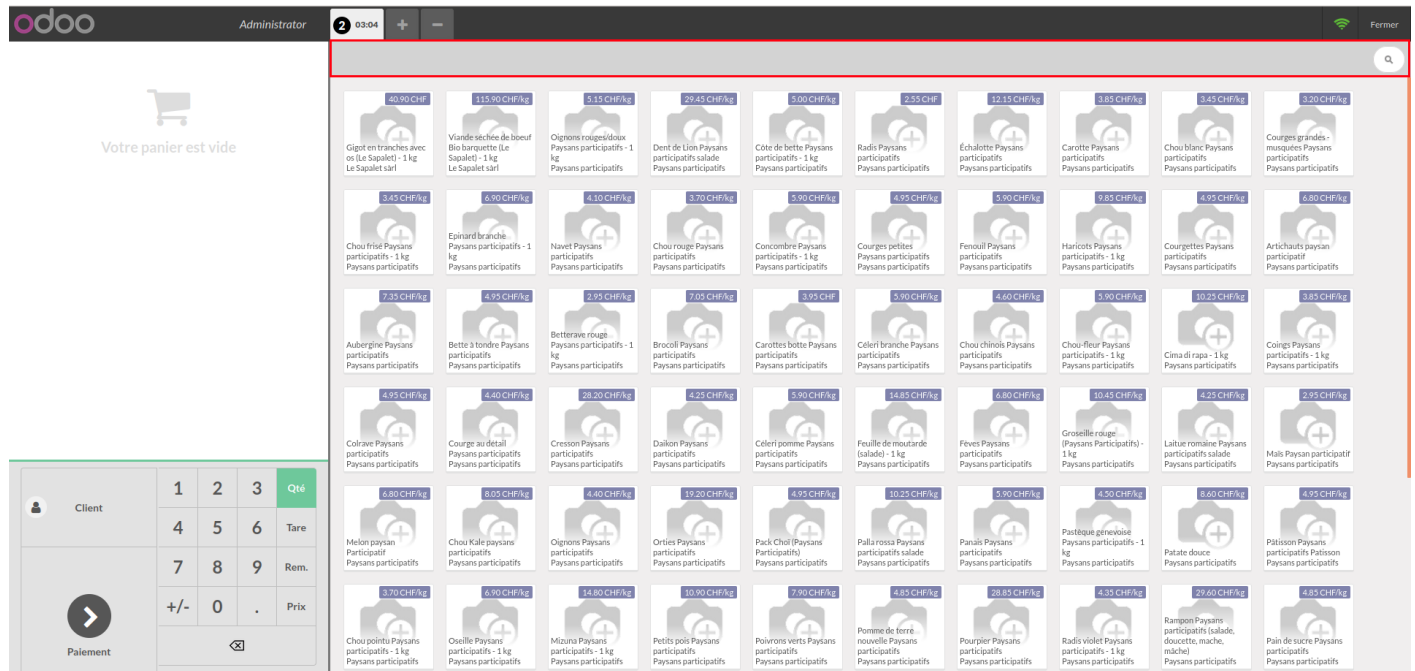 odoo
Administrator
2 03:04
Fermer
Votre panier est vide
40.90 CHF
Gigot en tranches avec
os (Le Sapalet) - 1 kg
Le Sapalet sàrl
115.90 CHF/kg
Viande séchée de boeuf
Bio barquette (Le
Sapalet) - 1 kg
Le Sapalet sàrl
5.15 CHF/kg
Oignons rouges/doux
Paysans participatifs - 1
kg
Paysans participatifs
29.45 CHF/kg
Dent de Lion Paysans
participatifs salade
Paysans participatifs
5.00 CHF/kg
Côte de bette Paysans
participatifs - 1 kg
Paysans participatifs
2.55 CHF
Radis Paysans
participatifs
Paysans participatifs
12.15 CHF/kg
Échalotte Paysans
participatifs
Paysans participatifs
3.85 CHF/kg
Carotte Paysans
participatifs
Paysans participatifs
3.45 CHF/kg
Chou blanc Paysans
participatifs
Paysans participatifs
3.20 CHF/kg
Courges grandes -
musquées Paysans
participatifs
Paysans participatifs
3.45 CHF/kg
Chou frisé Paysans
participatifs - 1 kg
Paysans participatifs
6.90 CHF/kg
Epinard branche
Paysans participatifs - 1
kg
Paysans participatifs
4.10 CHF/kg
Navet Paysans
participatifs
Paysans participatifs
3.70 CHF/kg
Chou rouge Paysans
participatifs
Paysans participatifs
5.90 CHF/kg
Concombre Paysans
participatifs - 1 kg
Paysans participatifs
4.95 CHF/kg
Courges petites
participatifs
Paysans participatifs
5.90 CHF/kg
Fenouil Paysans
participatifs
Paysans participatifs
9.85 CHF/kg
Haricots Paysans
participatifs - 1 kg
Paysans participatifs
4.95 CHF/kg
Courgettes Paysans
participatifs
Paysans participatifs
6.80 CHF/kg
Artichauts paysan
participatif
Paysans participatifs
7.35 CHF/kg
Aubergine Paysans
participatifs
Paysans participatifs
4.95 CHF/kg
Bette à tondre Paysans
participatifs
Paysans participatifs
2.95 CHF/kg
Betterave rouge
Paysans participatifs - 1
kg
Paysans participatifs
7.05 CHF/kg
Brocoli Paysans
participatifs
Paysans participatifs
3.95 CHF
Carottes botte Paysans
participatifs
Paysans participatifs
5.90 CHF/kg
Céleri branche Paysans
participatifs
Paysans participatifs
4.60 CHF/kg
Chou chinois Paysans
participatifs
Paysans participatifs
5.90 CHF/kg
Chou-fleur Paysans
participatifs - 1 kg
Paysans participatifs
10.25 CHF/kg
Cima di rapa - 1 kg
Paysans participatifs
3.85 CHF/kg
Coings Paysans
participatifs - 1 kg
Paysans participatifs
4.95 CHF/kg
Colrave Paysans
participatifs
Paysans participatifs
4.40 CHF/kg
Courge au détail
participatifs
Paysans participatifs
28.20 CHF/kg
Cresson Paysans
participatifs
Paysans participatifs
4.25 CHF/kg
Daikon Paysans
participatifs
Paysans participatifs
5.90 CHF/kg
Céleri pomme Paysans
participatifs
Paysans participatifs
14.85 CHF/kg
Feuille de moutarde
(salade) - 1 kg
Paysans participatifs
6.80 CHF/kg
Fèves Paysans
participatifs
Paysans participatifs
10.45 CHF/kg
Groseille rouge
(Paysans Participatifs) -
1 kg
Paysans participatifs
4.25 CHF/kg
Laitue romaine Paysans
participatifs salade
Paysans participatifs
2.95 CHF/kg
Maïs Paysan participatif
Paysans participatifs
6.80 CHF/kg
Melon paysan
Participatif
Paysans participatifs
8.05 CHF/kg
Chou Kale paysans
participatifs
Paysans participatifs
4.40 CHF/kg
Oignons Paysans
participatifs
Paysans participatifs
19.20 CHF/kg
Orties Paysans
participatifs
Paysans participatifs
4.95 CHF/kg
Pack Choï (Paysans
Participatifs)
Paysans participatifs
10.25 CHF/kg
Palla rossa Paysans
participatifs salade
Paysans participatifs
5.90 CHF/kg
Panais Paysans
participatifs
Paysans participatifs
4.50 CHF/kg
Pastèque genevoise
Paysans participatifs - 1
kg
Paysans participatifs
8.60 CHF/kg
Patate douce
Paysans participatifs
4.95 CHF/kg
Pâtisson Paysans
participatifs Patisson
Paysans participatifs
3.70 CHF/kg
Chou pointu Paysans
participatifs - 1 kg
Paysans participatifs
6.90 CHF/kg
Oseille Paysans
participatifs - 1 kg
Paysans participatifs
14.80 CHF/kg
Mizuna Paysans
participatifs - 1 kg
Paysans participatifs
10.90 CHF/kg
Petits pois Paysans
participatifs
Paysans participatifs
7.90 CHF/kg
Poivrons verts Paysans
participatifs
Paysans participatifs
4.85 CHF/kg
Pomme de terre
nouvelle Paysans
participatifs
Paysans participatifs
28.85 CHF/kg
Pourpier Paysans
participatifs
Paysans participatifs
4.35 CHF/kg
Radis violet Paysans
participatifs - 1 kg
Paysans participatifs
29.60 CHF/kg
Rampon Paysans
participatifs (salade,
doucette, mache,
mâche)
Paysans participatifs
4.85 CHF/kg
Pain de sucre Paysans
participatifs
Paysans participatifs
Client
1 2 3 Qté
4 5 6 Tare
7 8 9 Rem.
+/- 0 . Prix
Paiement